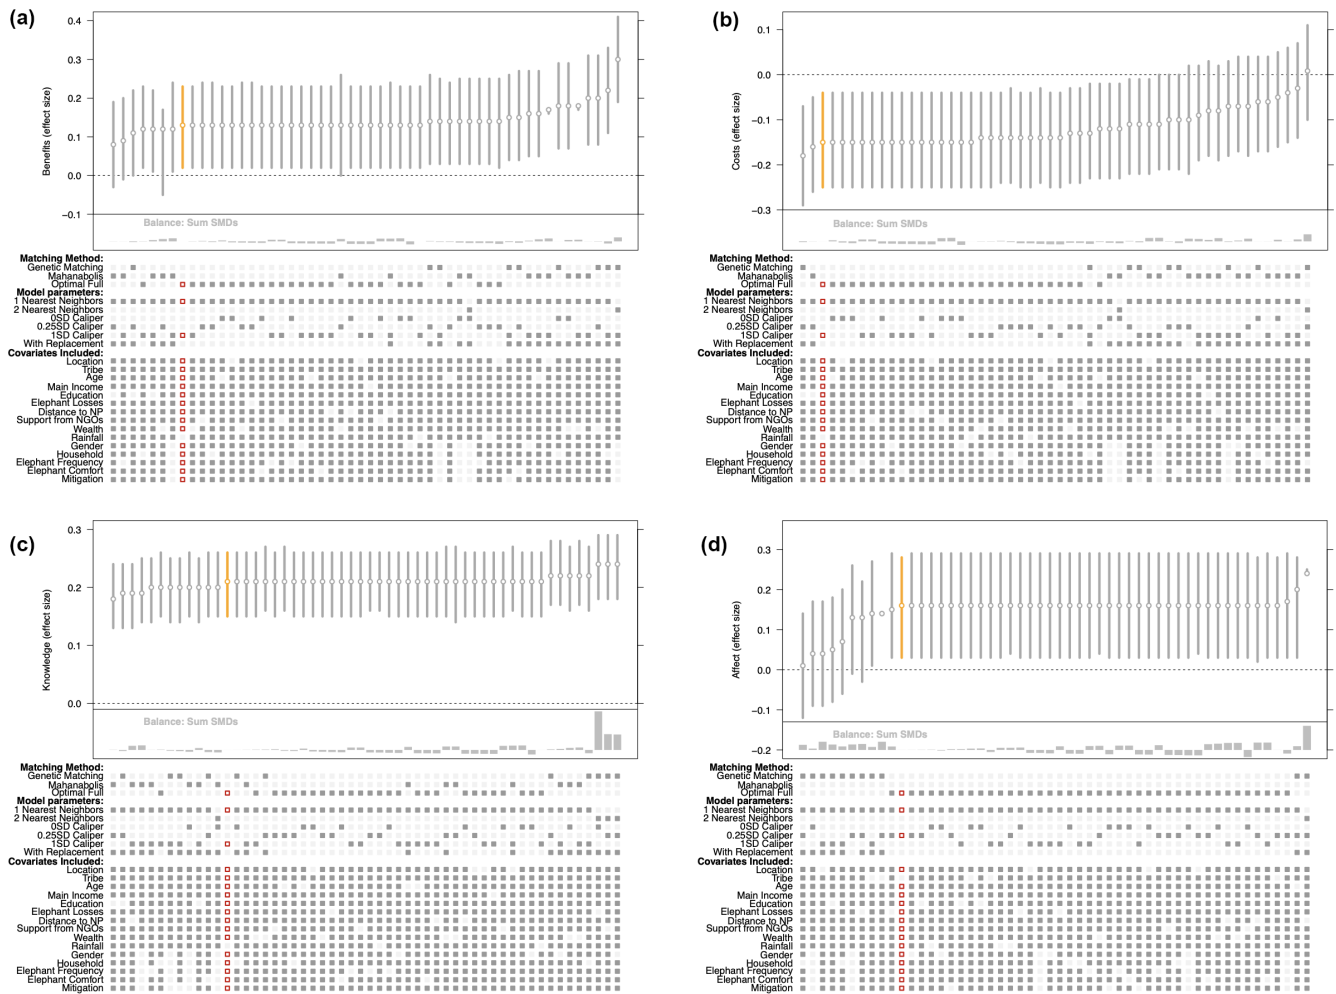 (a)
0.4
0.3
0.2
0.1
0.0
−0.1
Benefits (effect size)
Balance: Sum SMDs
Matching Method:
Genetic Matching
Mahanabolis
Optimal Full
Model parameters:
1 Nearest Neighbors
2 Nearest Neighbors
0SD Caliper
0.25SD Caliper
1SD Caliper
With Replacement
Covariates Included:
Location
Tribe
Age
Main Income
Education
Elephant Losses
Distance to NP
Support from NGOs
Wealth
Rainfall
Gender
Household
Elephant Frequency
Elephant Comfort
Mitigation
(b)
0.1
0.0
−0.1
−0.2
−0.3
Costs (effect size)
Balance: Sum SMDs
Matching Method:
Genetic Matching
Mahanabolis
Optimal Full
Model parameters:
1 Nearest Neighbors
2 Nearest Neighbors
0SD Caliper
0.25SD Caliper
1SD Caliper
With Replacement
Covariates Included:
Location
Tribe
Age
Main Income
Education
Elephant Losses
Distance to NP
Support from NGOs
Wealth
Rainfall
Gender
Household
Elephant Frequency
Elephant Comfort
Mitigation
(c)
0.3
0.2
0.1
0.0
Knowledge (effect size)
Balance: Sum SMDs
Matching Method:
Genetic Matching
Mahanabolis
Optimal Full
Model parameters:
1 Nearest Neighbors
2 Nearest Neighbors
0SD Caliper
0.25SD Caliper
1SD Caliper
With Replacement
Covariates Included:
Location
Tribe
Age
Main Income
Education
Elephant Losses
Distance to NP
Support from NGOs
Wealth
Rainfall
Gender
Household
Elephant Frequency
Elephant Comfort
Mitigation
(d)
0.3
0.2
0.1
0.0
−0.1
−0.2
Affect (effect size)
Balance: Sum SMDs
Matching Method:
Genetic Matching
Mahanabolis
Optimal Full
Model parameters:
1 Nearest Neighbors
2 Nearest Neighbors
0SD Caliper
0.25SD Caliper
1SD Caliper
With Replacement
Covariates Included:
Location
Tribe
Age
Main Income
Education
Elephant Losses
Distance to NP
Support from NGOs
Wealth
Rainfall
Gender
Household
Elephant Frequency
Elephant Comfort
Mitigation